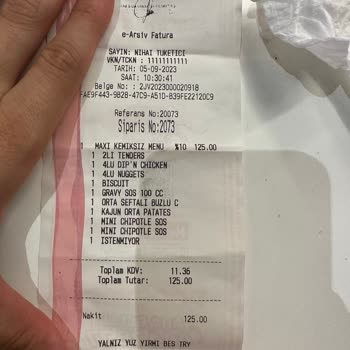 e-Arsiv Fatura
SAYIN: NIHAI TUKETICI
VKN/TCKN : 11111111111
TARIH: 05-09-2023
SAAT: 10:30:41
Belge No: : 2JV2023000020918
FAE9F443-9B2B-47C9-A51D-B39FE22120C9
Referans No:20073
Siparis No:2073
1 MAXI KEMIKSIZ MENU %10 125.00
1 2LI TENDERS
1 4LU DIP'N CHICKEN
1 4LU NUGGETS
1 BISCUIT
1 GRAVY SOS 100 CC
1 ORTA SEFTALI BUZLU C
1 KAJUN ORTA PATATES
1 MINI CHIPOTLE SOS
1 MINI CHIPOTLE SOS
1 ISTENMIYOR
Toplam KDV: 11.36
Toplam Tutar: 125.00
Nakit 125.00
YALNIZ YUZ YIRMI BES TRY